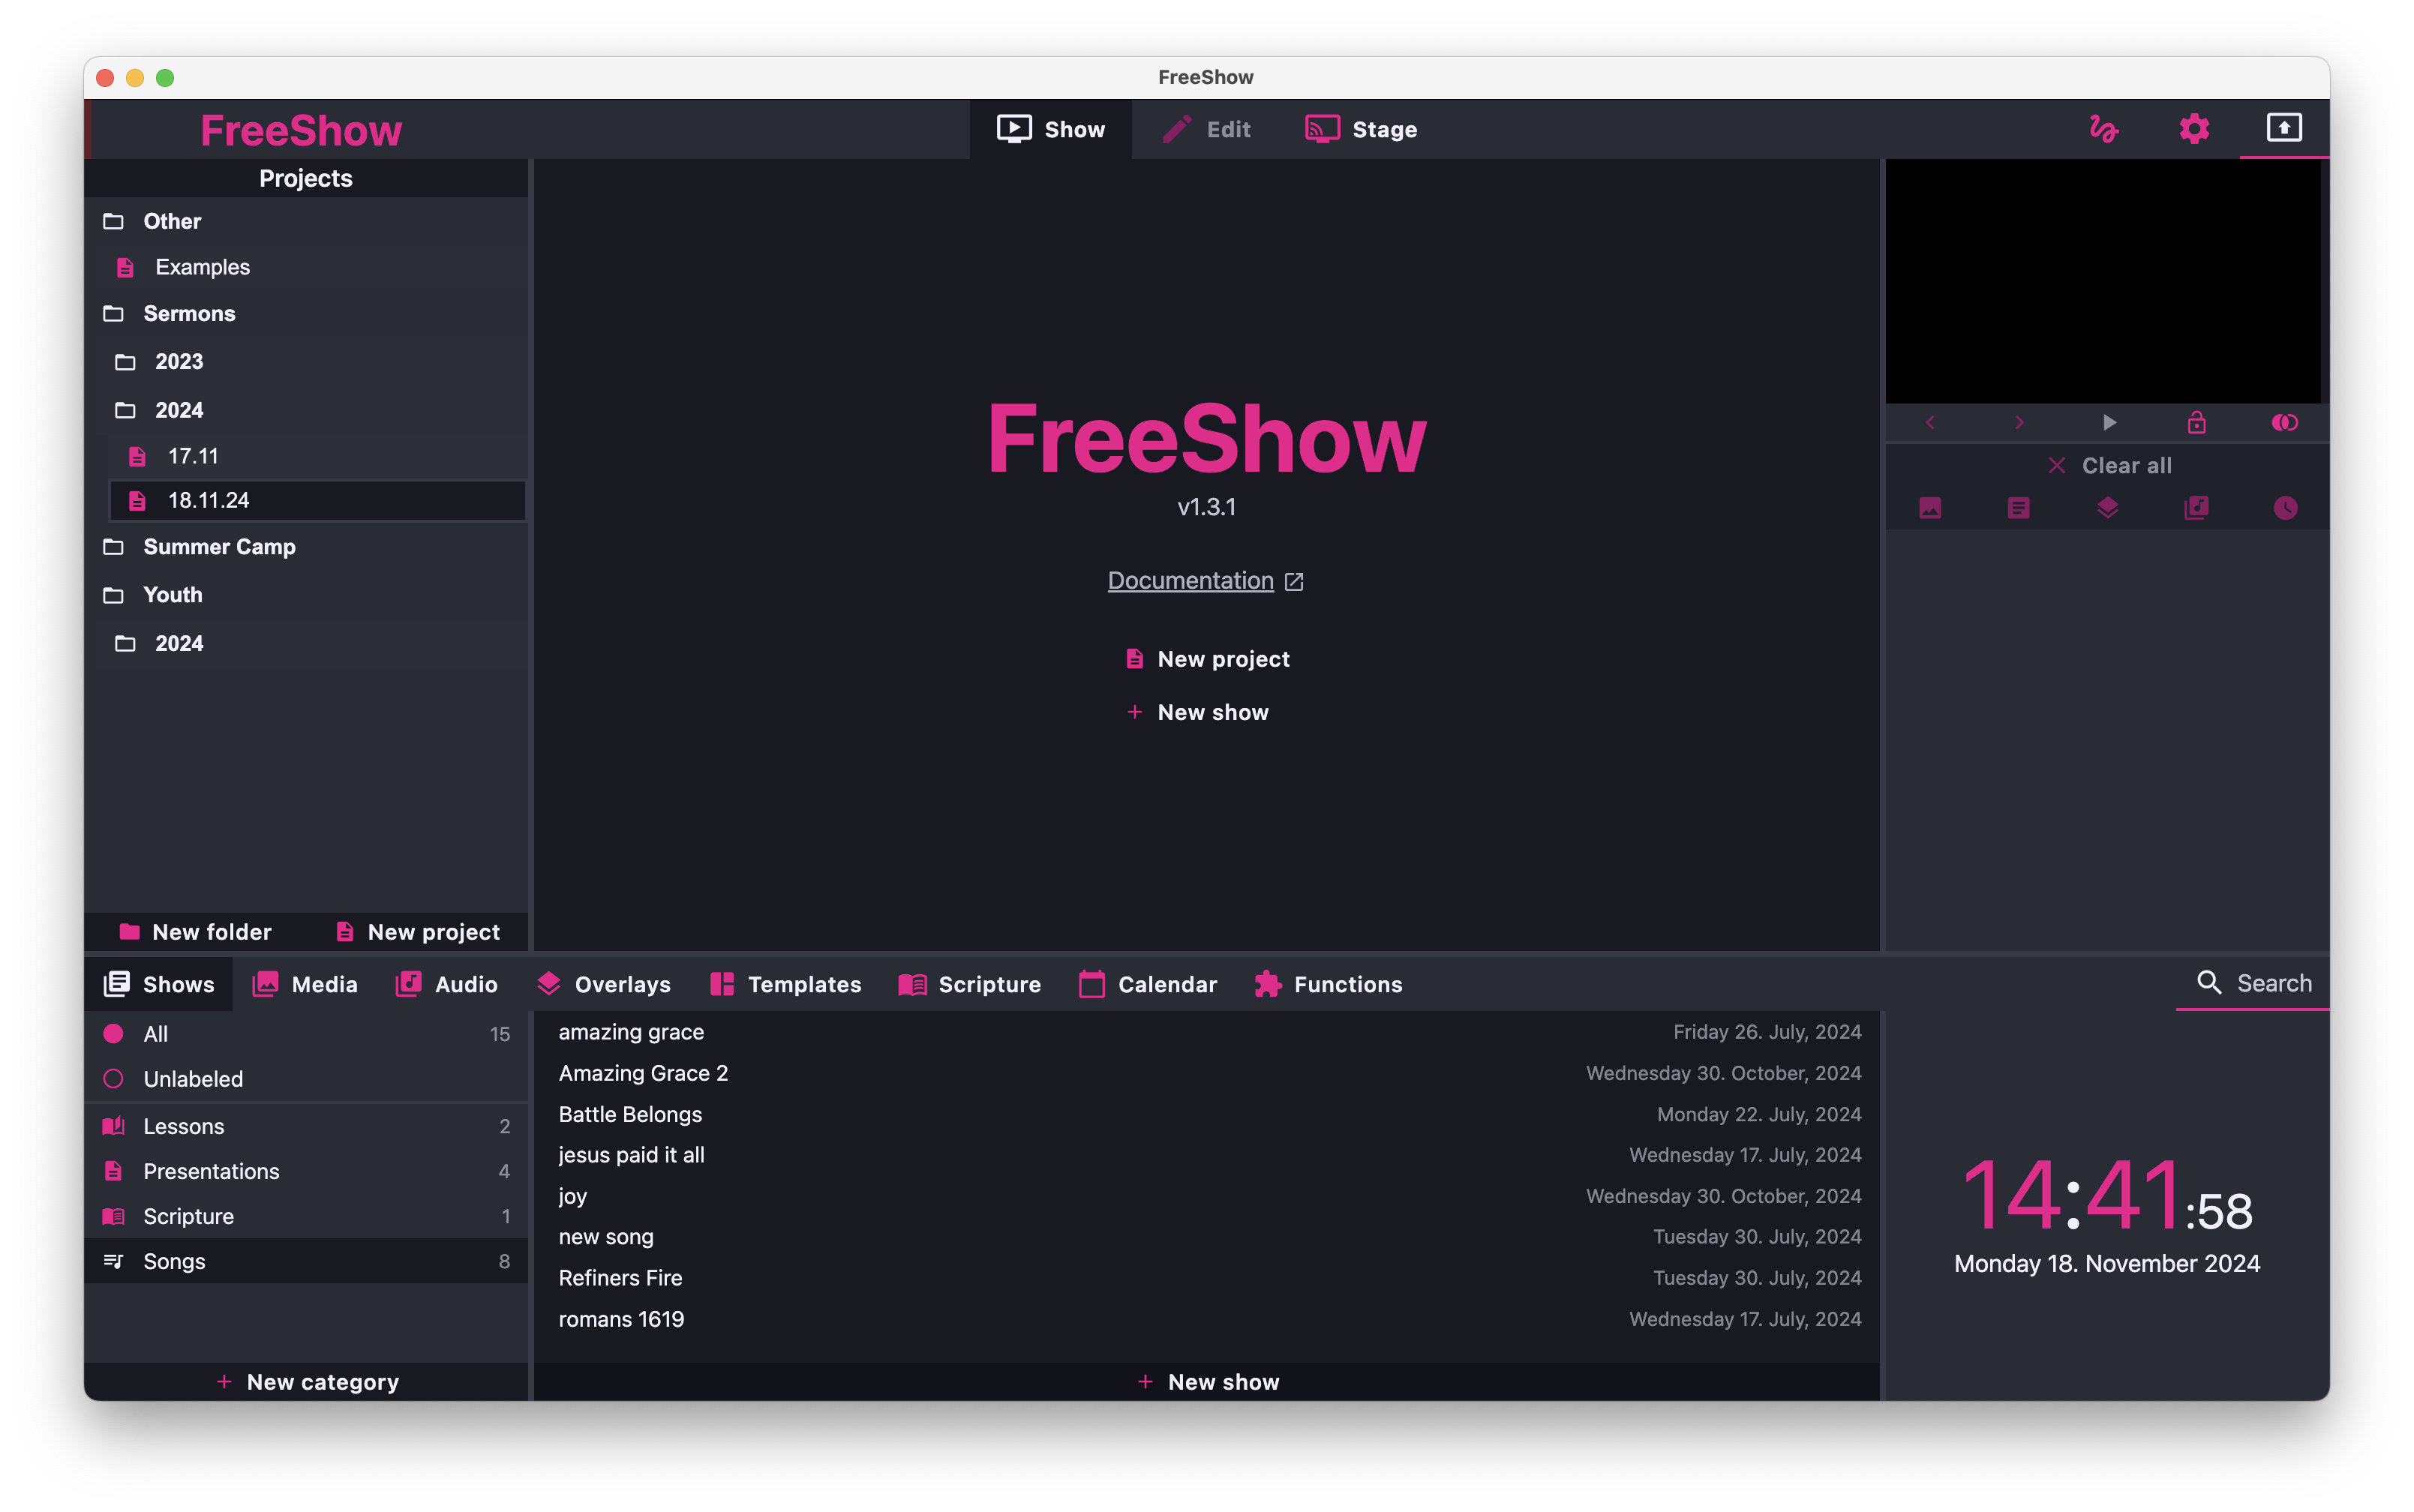 FreeShow
FreeShow
Show
Edit
Stage
Projects
Other
Examples
Sermons
2023
2024
17.11
18.11.24
Summer Camp
Youth
2024
New folder
New project
FreeShow
v1.3.1
Documentation
New project
+ New show
Clear all
Shows
Media
Audio
Overlays
Templates
Scripture
Calendar
Functions
Search
All 15
Unlabeled
Lessons 2
Presentations 4
Scripture 1
Songs 8
+ New category
amazing grace Friday 26. July, 2024
Amazing Grace 2 Wednesday 30. October, 2024
Battle Belongs Monday 22. July, 2024
jesus paid it all Wednesday 17. July, 2024
joy Wednesday 30. October, 2024
new song Tuesday 30. July, 2024
Refiners Fire Tuesday 30. July, 2024
romans 1619 Wednesday 17. July, 2024
+ New show
14:41:58
Monday 18. November 2024